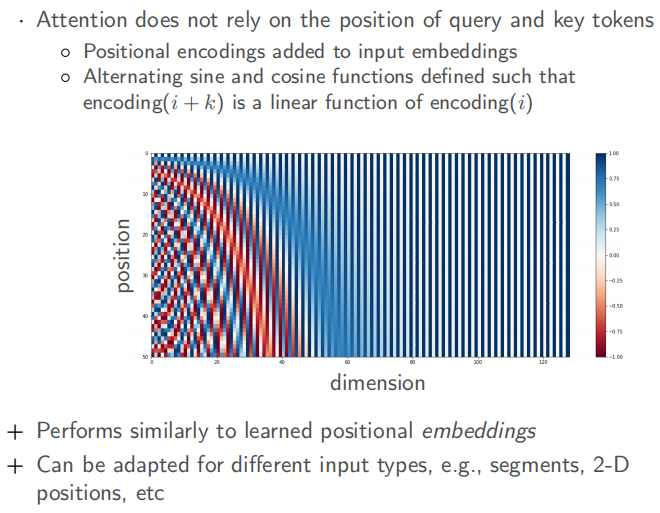 · Attention does not rely on the position of query and key tokens
○ Positional encodings added to input embeddings
○ Alternating sine and cosine functions defined such that
encoding(i + k) is a linear function of encoding(i)
position
0
10
20
30
40
50
0
20
40
60
80
100
120
dimension
1.00
0.75
0.50
0.25
0.00
−0.25
−0.50
−0.75
−1.00
+ Performs similarly to learned positional embeddings
+ Can be adapted for different input types, e.g., segments, 2-D
positions, etc